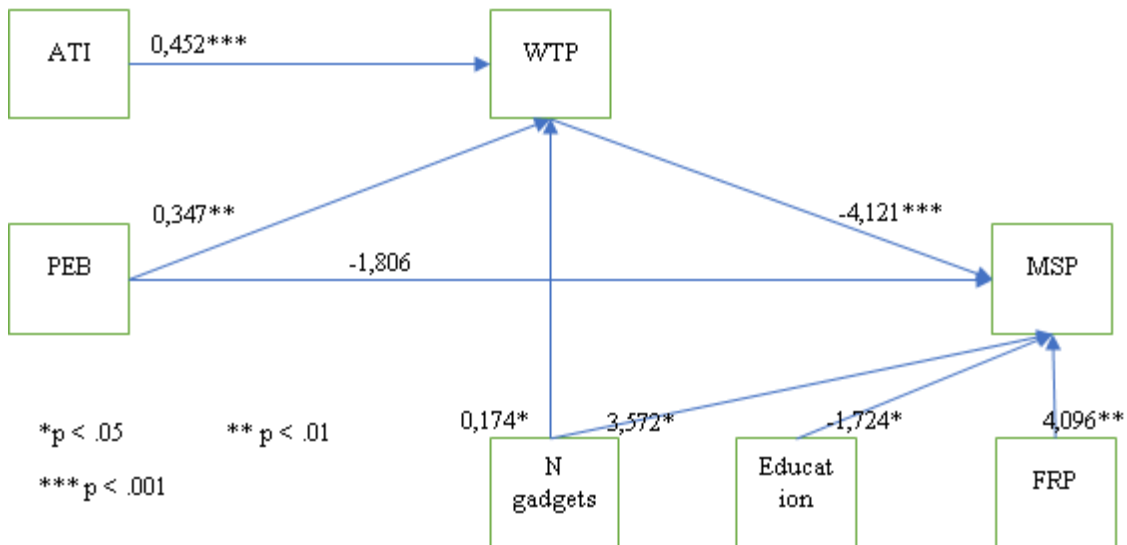 ATI
0,452***
WTP
0,347**
-4,121***
PEB
-1,806
MSP
*p < .05
** p < .01
*** p < .001
0,174*
3,572*
-1,724*
4,096**
N
gadgets
Educat
ion
FRP